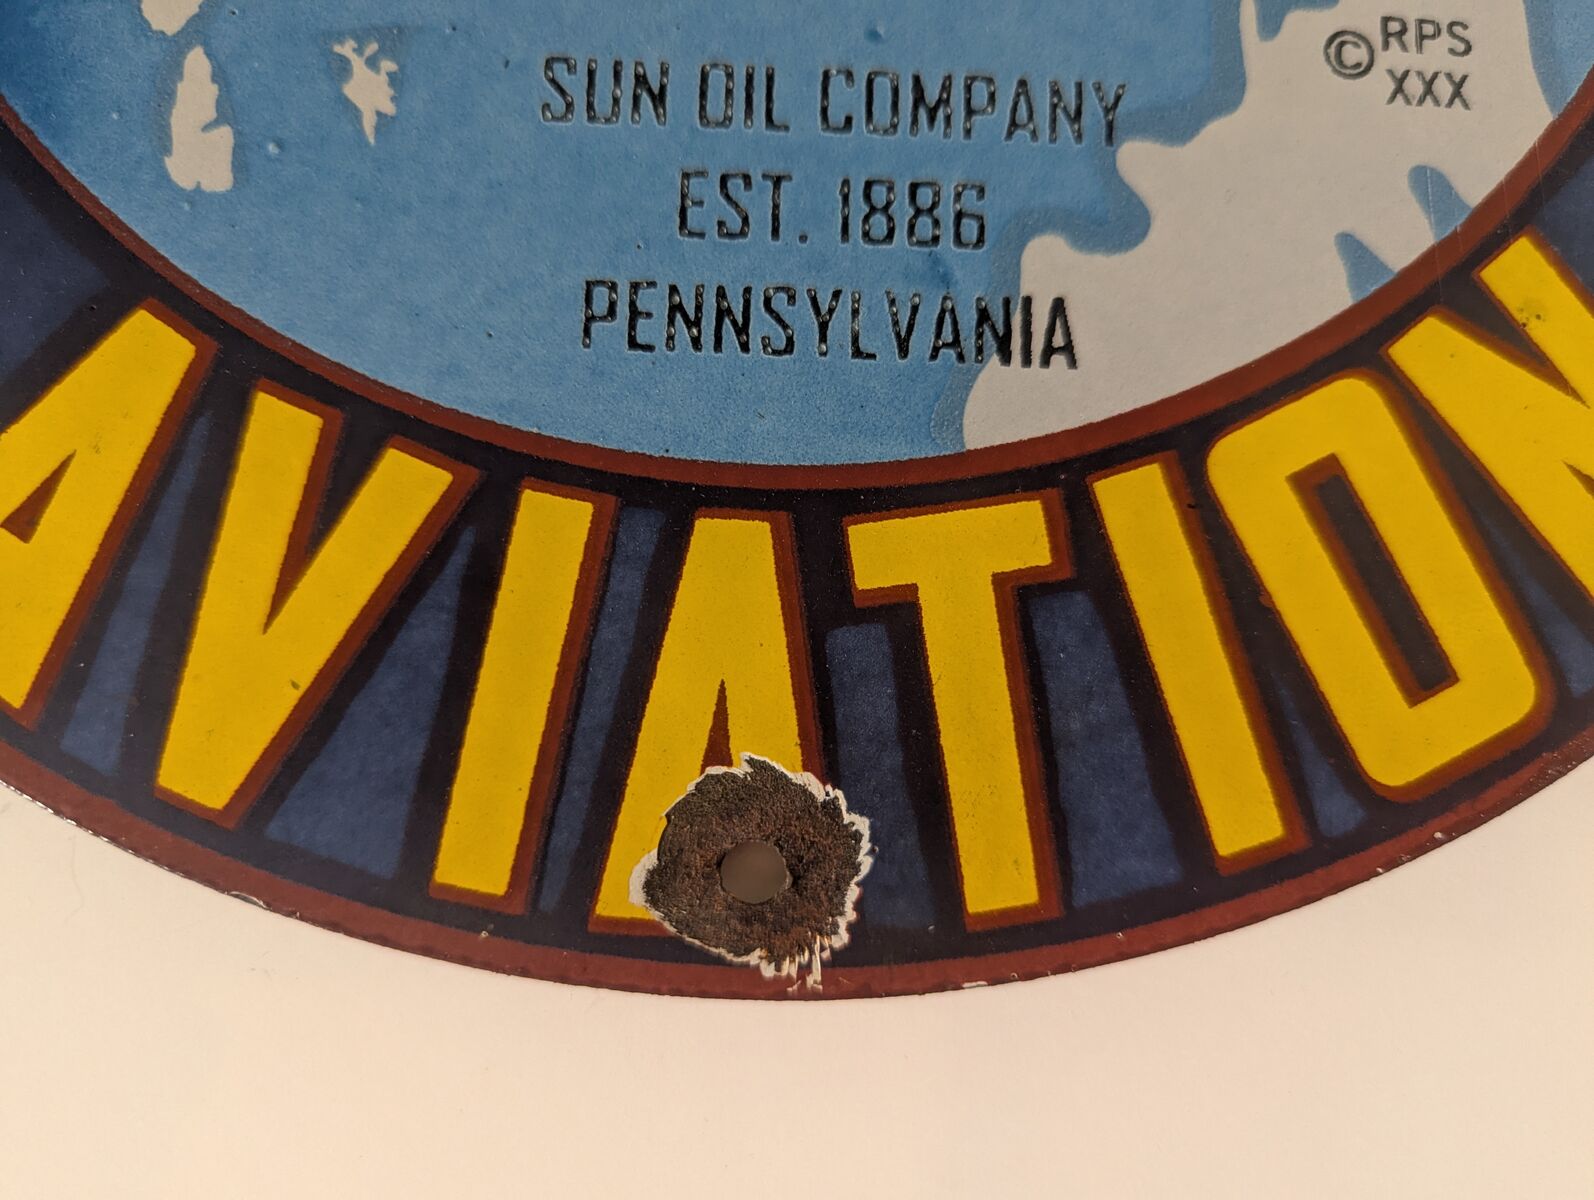 SUN OIL COMPANY
EST. 1886
PENNSYLVANIA
© RPS
XXX
AVIATION